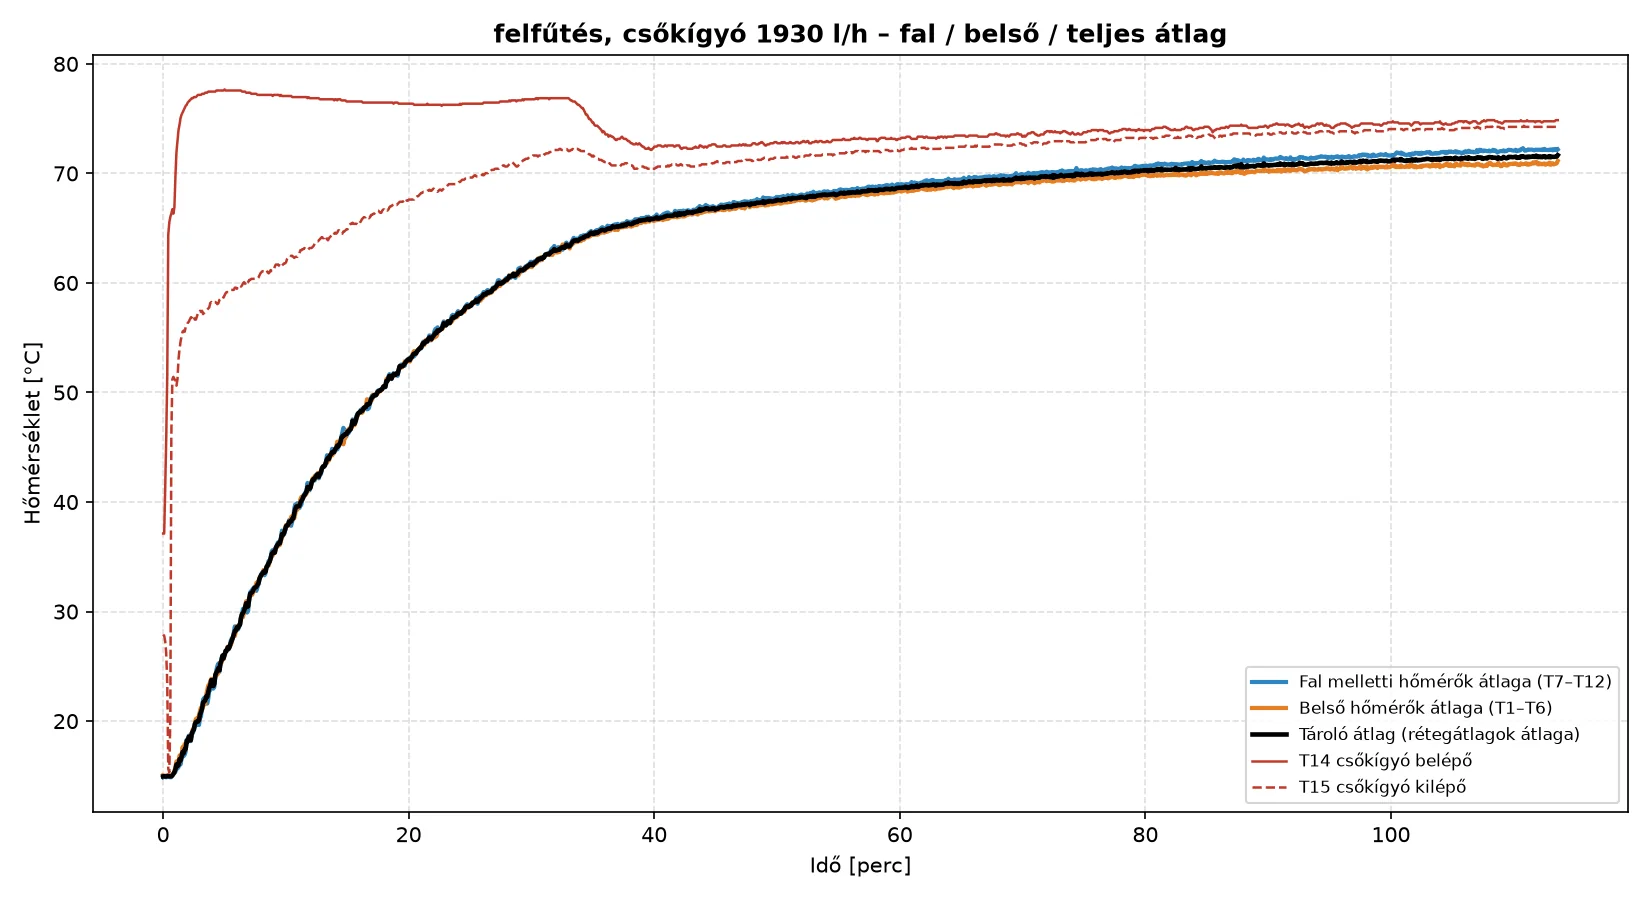 felfűtés, csőkígyó 1930 l/h – fal / belső / teljes átlag
Hőmérséklet [°C]
80
70
60
50
40
30
20
0
20
40
60
80
100
Idő [perc]
Fal melletti hőmérők átlaga (T7–T12)
Belső hőmérők átlaga (T1–T6)
Tároló átlag (rétegátlagok átlaga)
T14 csőkígyó belépő
T15 csőkígyó kilépő